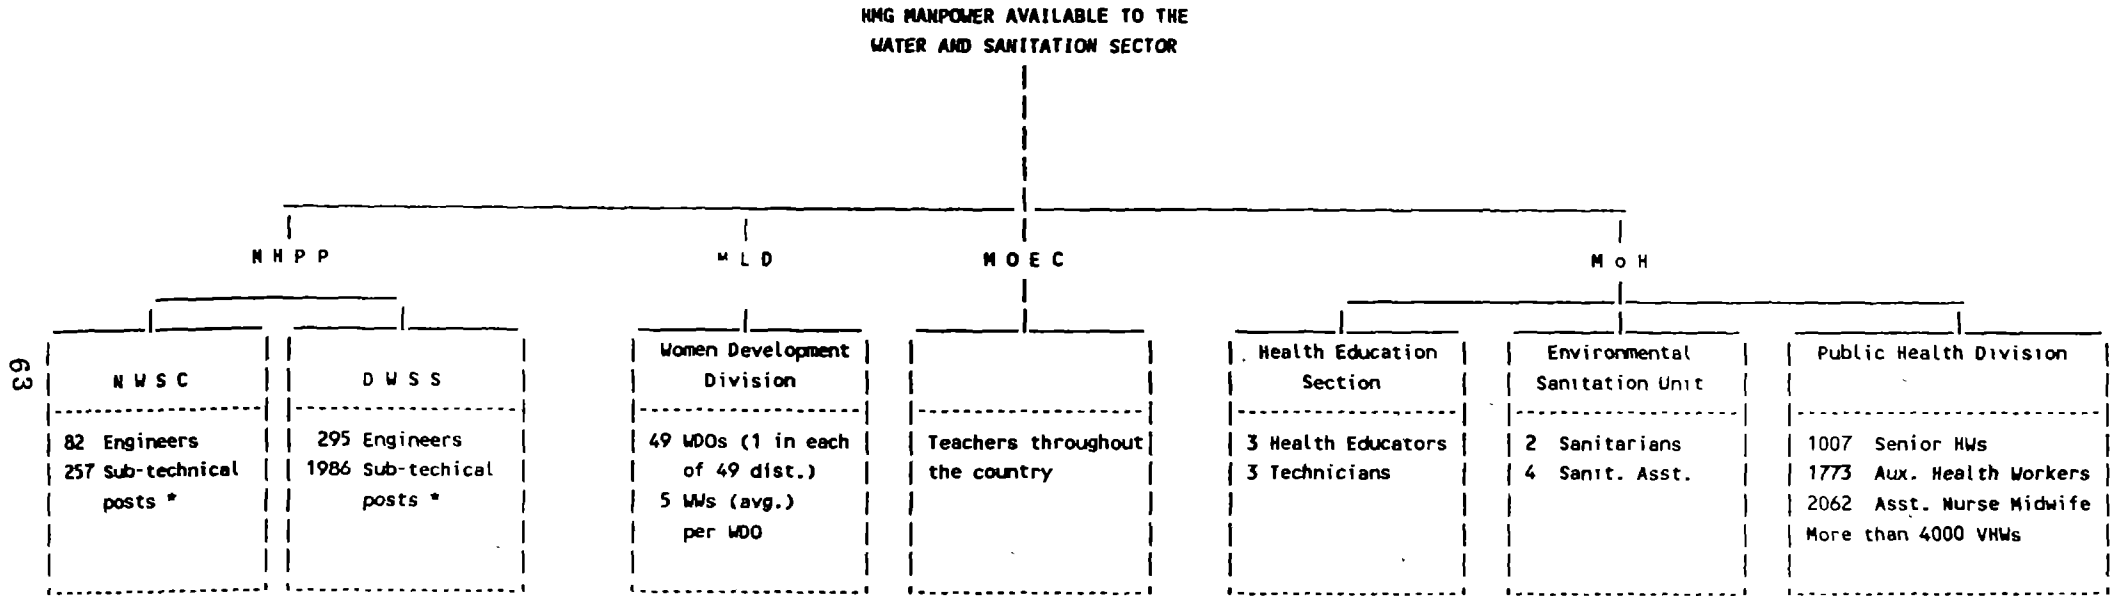 HMG MANPOWER AVAILABLE TO THE
WATER AND SANITATION SECTOR
M H P P
M L D
M O E C
M o H
N W S C
82 Engineers
257 Sub-technical
posts *
D W S S
295 Engineers
1986 Sub-techical
posts *
Women Development
Division
49 WDOs (1 in each
of 49 dist.)
5 WWs (avg.)
per WDO
Teachers throughout
the country
Health Education
Section
3 Health Educators
3 Technicians
Environmental
Sanitation Unit
2 Sanitarians
4 Sanit. Asst.
Public Health Division
1007 Senior HWs
1773 Aux. Health Workers
2062 Asst. Nurse Midwife
More than 4000 VHWs
63